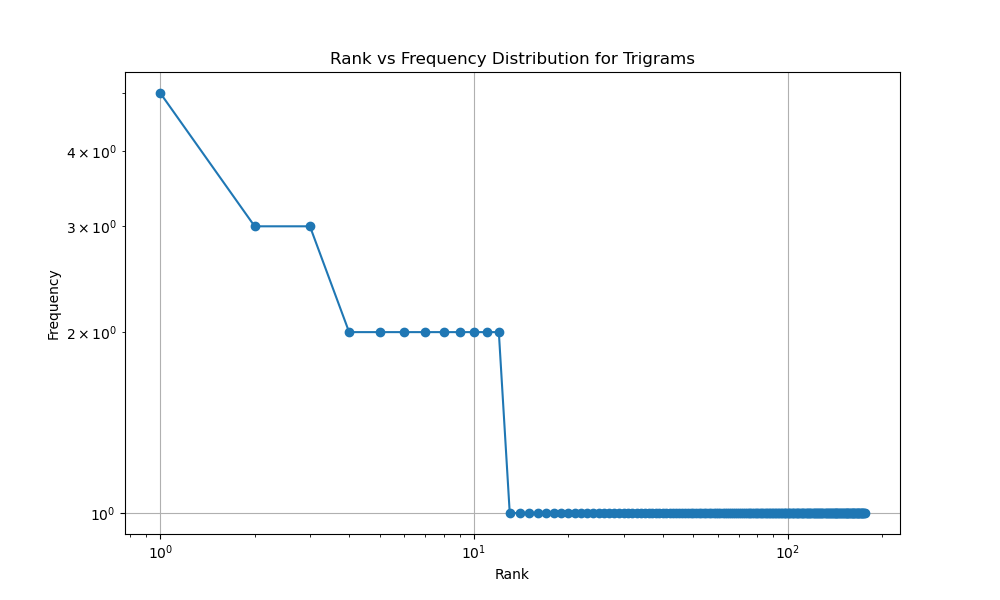 Rank vs Frequency Distribution for Trigrams
Frequency
4 × 10⁰
3 × 10⁰
2 × 10⁰
10⁰
10⁰ 10¹ 10²
Rank